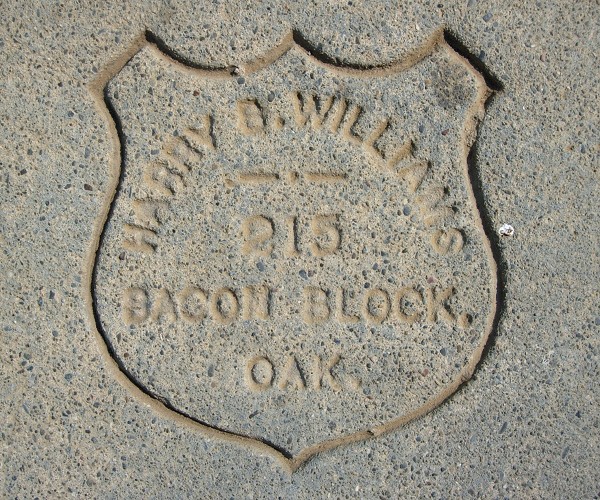 HARRY B. WILLIAMS
215
BACON BLOCK.
OAK.